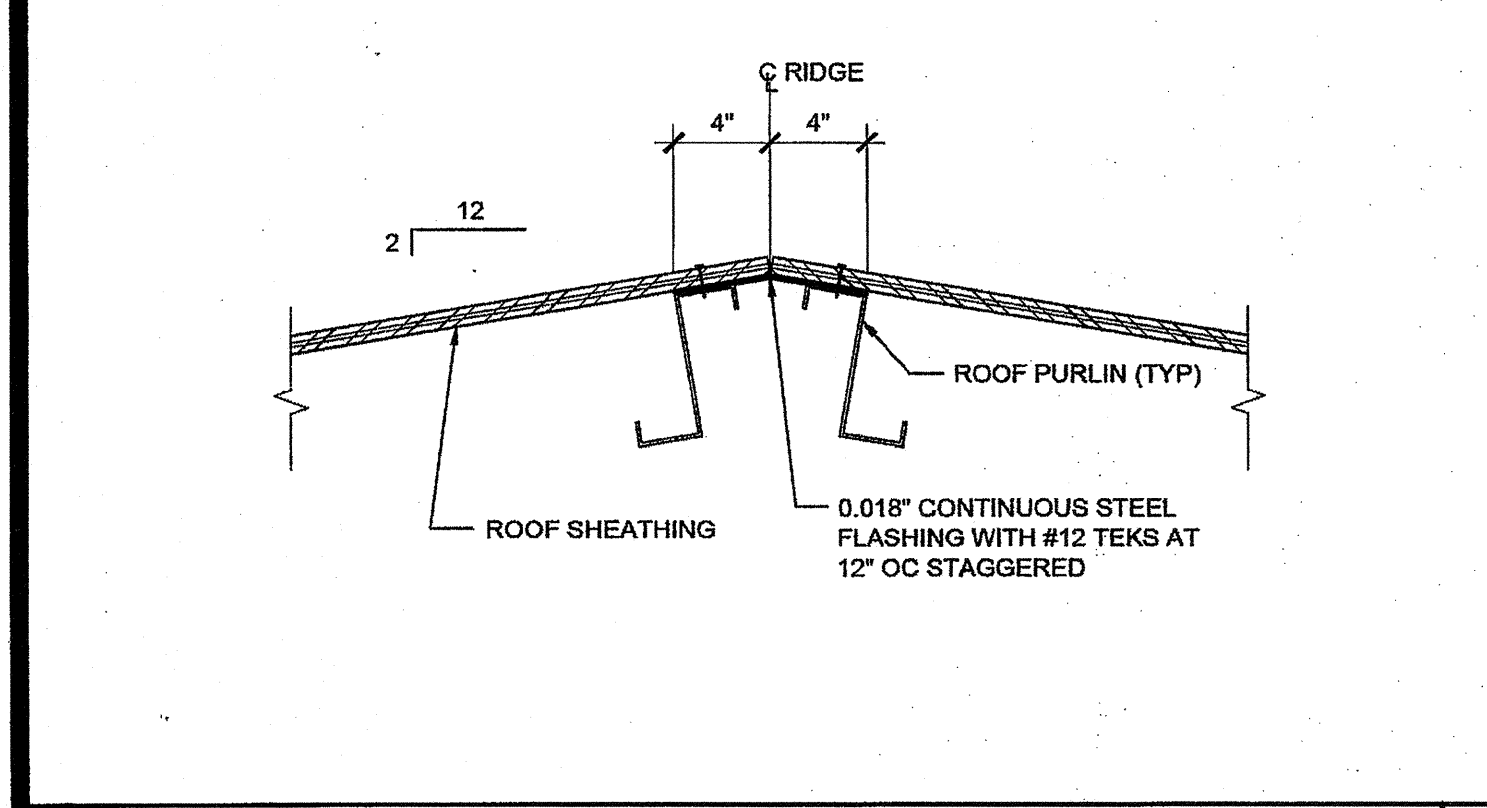 ℄ RIDGE
4" 4"
12
2
ROOF PURLIN (TYP)
0.018" CONTINUOUS STEEL
FLASHING WITH #12 TEKS AT
12" OC STAGGERED
ROOF SHEATHING